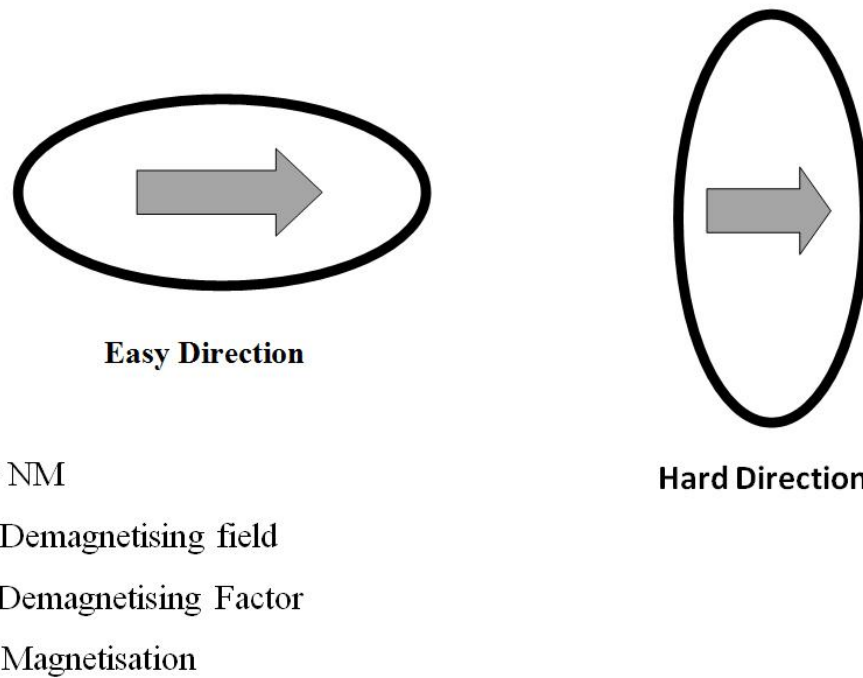 Easy Direction
Hard Direction
NM
Demagnetising field
Demagnetising Factor
Magnetisation